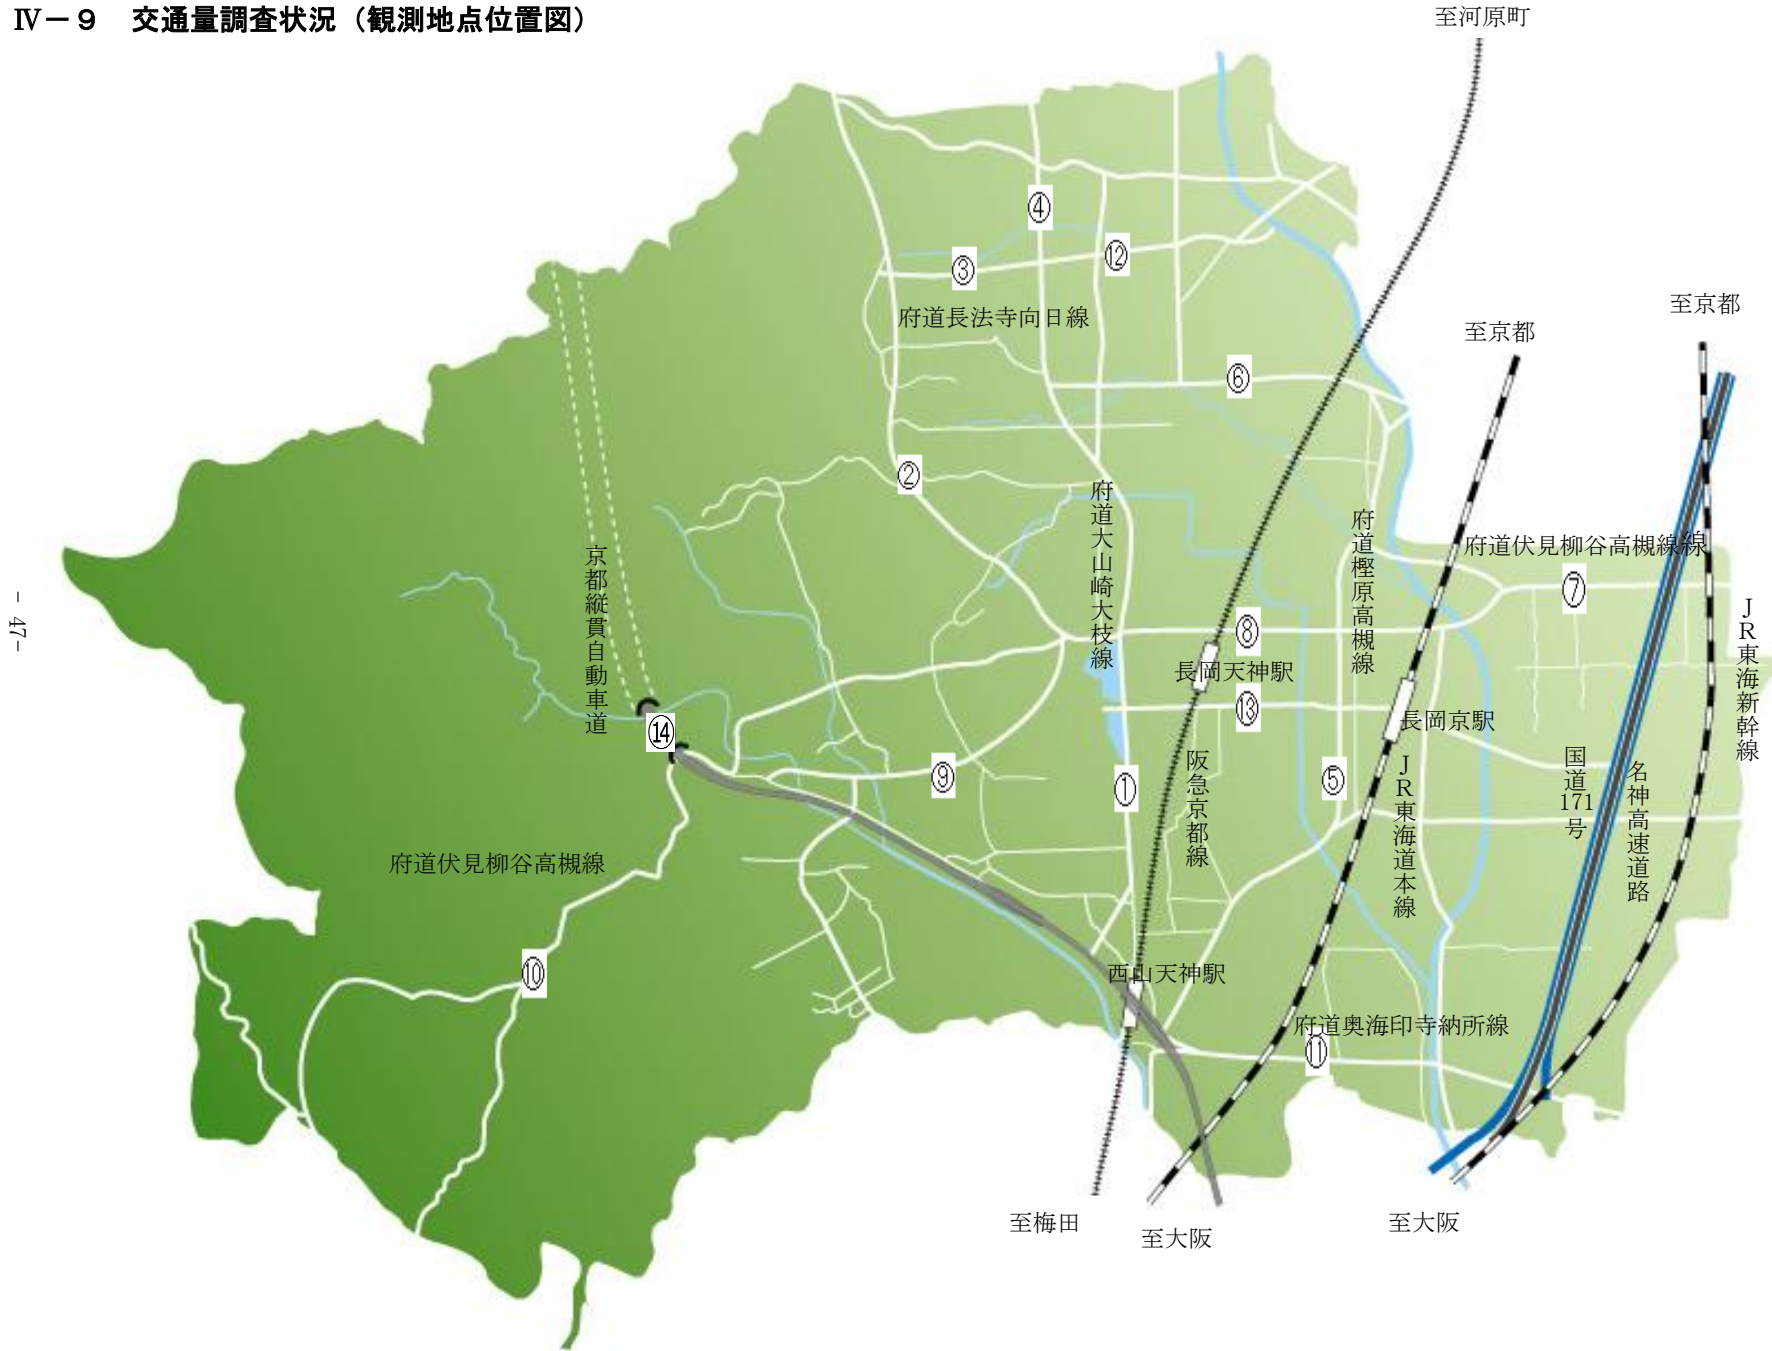 Ⅳ－９　交通量調査状況（観測地点位置図）
至河原町
至京都
至京都
④
⑫
③
府道長法寺向日線
⑥
②
府道大山崎大枝線
府道樫原高槻線
府道伏見柳谷高槻線線
⑦
京都縦貫自動車道
⑧
JR東海新幹線
長岡天神駅
⑬
長岡京駅
⑭
⑨
①
阪急京都線
⑤
JR東海道本線
国道171号
名神高速道路
府道伏見柳谷高槻線
⑩
西山天神駅
府道奥海印寺納所線
⑪
至梅田
至大阪
至大阪
- 47-